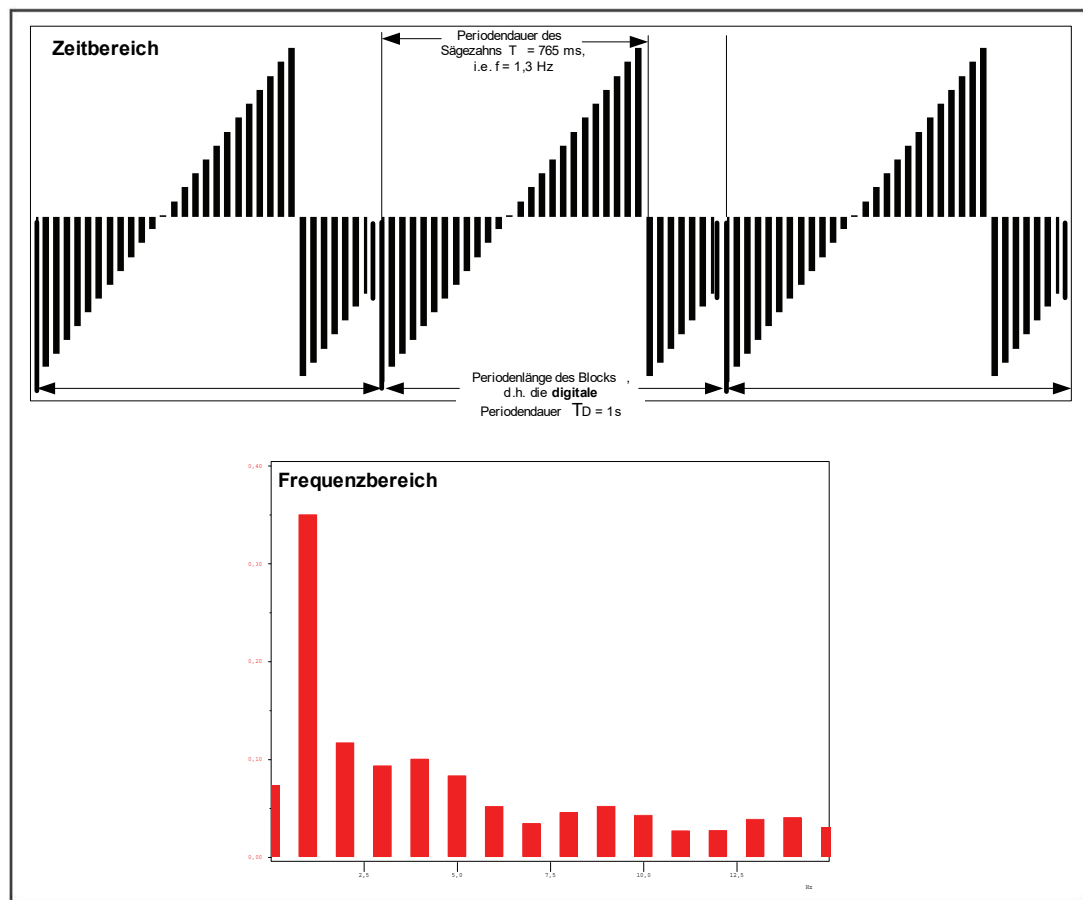 Zeitbereich
Periodendauer des
Sägezahns T = 765 ms,
i.e. f = 1,3 Hz
Periodenlänge des Blocks ,
d.h. die digitale
Periodendauer TD = 1s
Frequenzbereich
0,40
0,30
0,20
0,10
0,00
2,5 5,0 7,5 10,0 12,5
Hz